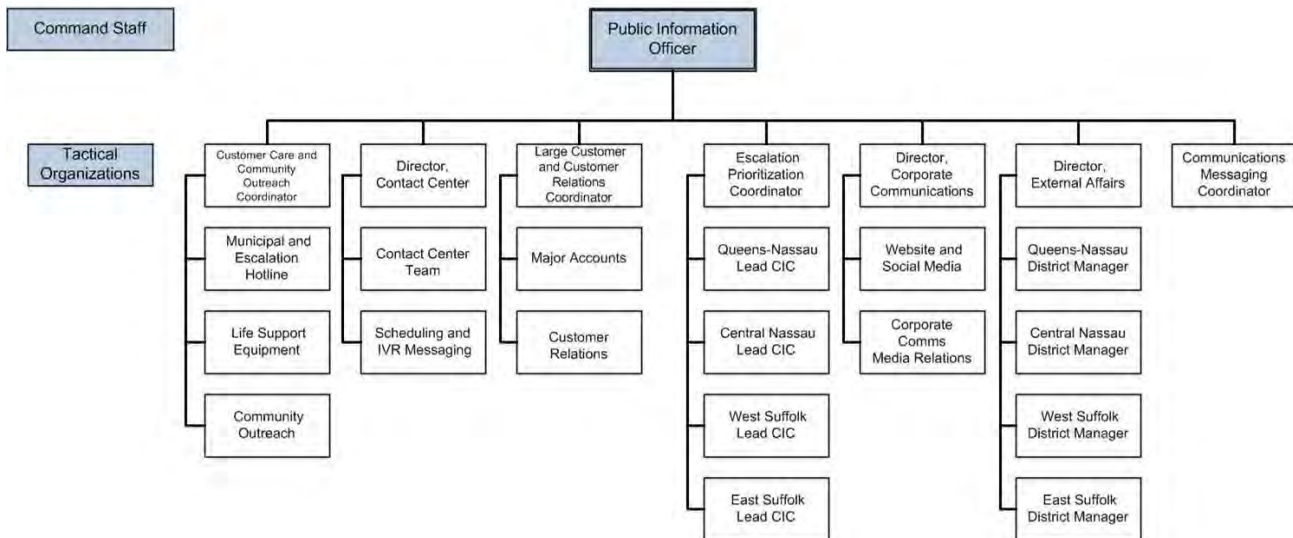 Command Staff
Public Information
Officer
Tactical
Organizations
Customer Care and
Community
Outreach
Coordinator
Municipal and
Escalation
Hotline
Life Support
Equipment
Community
Outreach
Director,
Contact Center
Contact Center
Team
Scheduling and
IVR Messaging
Large Customer
and Customer
Relations
Coordinator
Major Accounts
Customer
Relations
Escalation
Prioritization
Coordinator
Queens-Nassau
Lead CIC
Central Nassau
Lead CIC
West Suffolk
Lead CIC
East Suffolk
Lead CIC
Director,
Corporate
Communications
Website and
Social Media
Corporate
Comms
Media Relations
Director,
External Affairs
Queens-Nassau
District Manager
Central Nassau
District Manager
West Suffolk
District Manager
East Suffolk
District Manager
Communications
Messaging
Coordinator